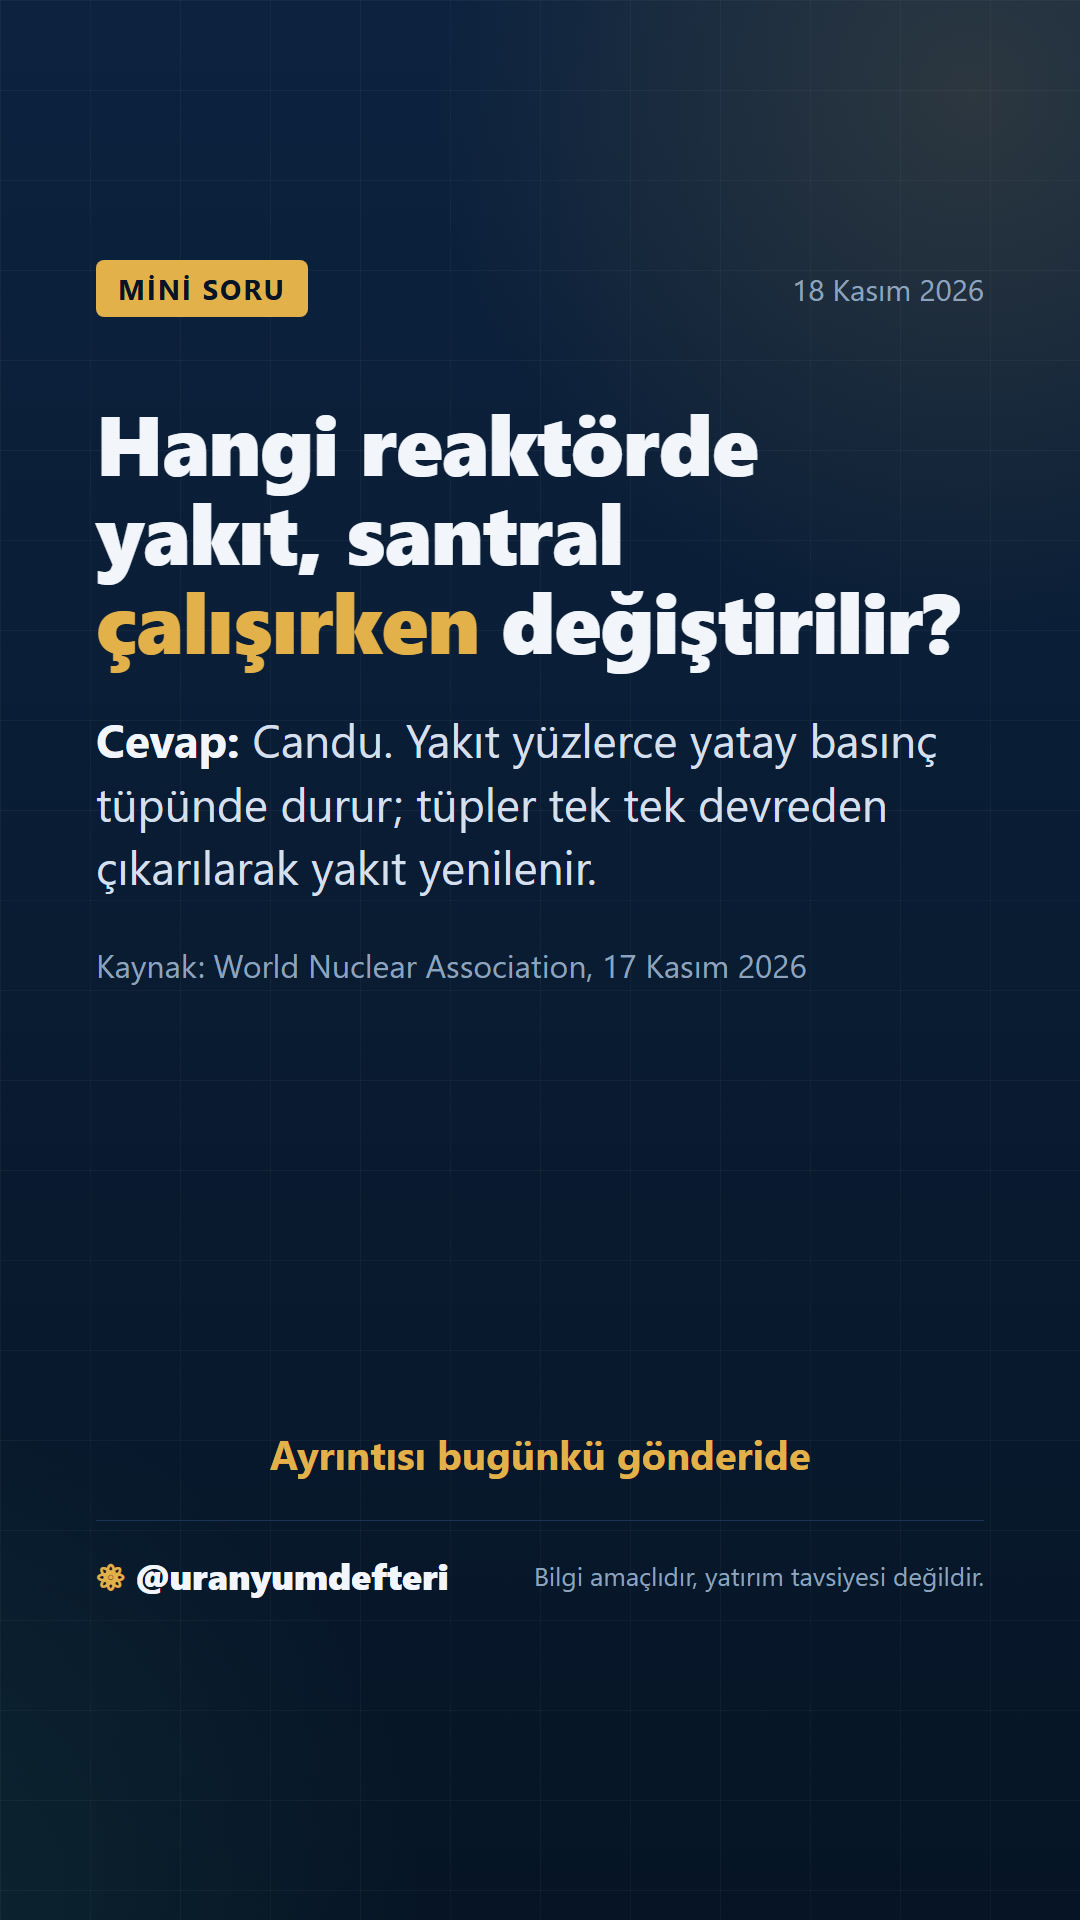 MİNİ SORU
18 Kasım 2026
Hangi reaktörde
yakıt, santral
çalışırken değiştirilir?
Cevap: Candu. Yakıt yüzlerce yatay basınç
tüpünde durur; tüpler tek tek devreden
çıkarılarak yakıt yenilenir.
Kaynak: World Nuclear Association, 17 Kasım 2026
Ayrıntısı bugünkü gönderide
@uranyumdefteri
Bilgi amaçlıdır, yatırım tavsiyesi değildir.